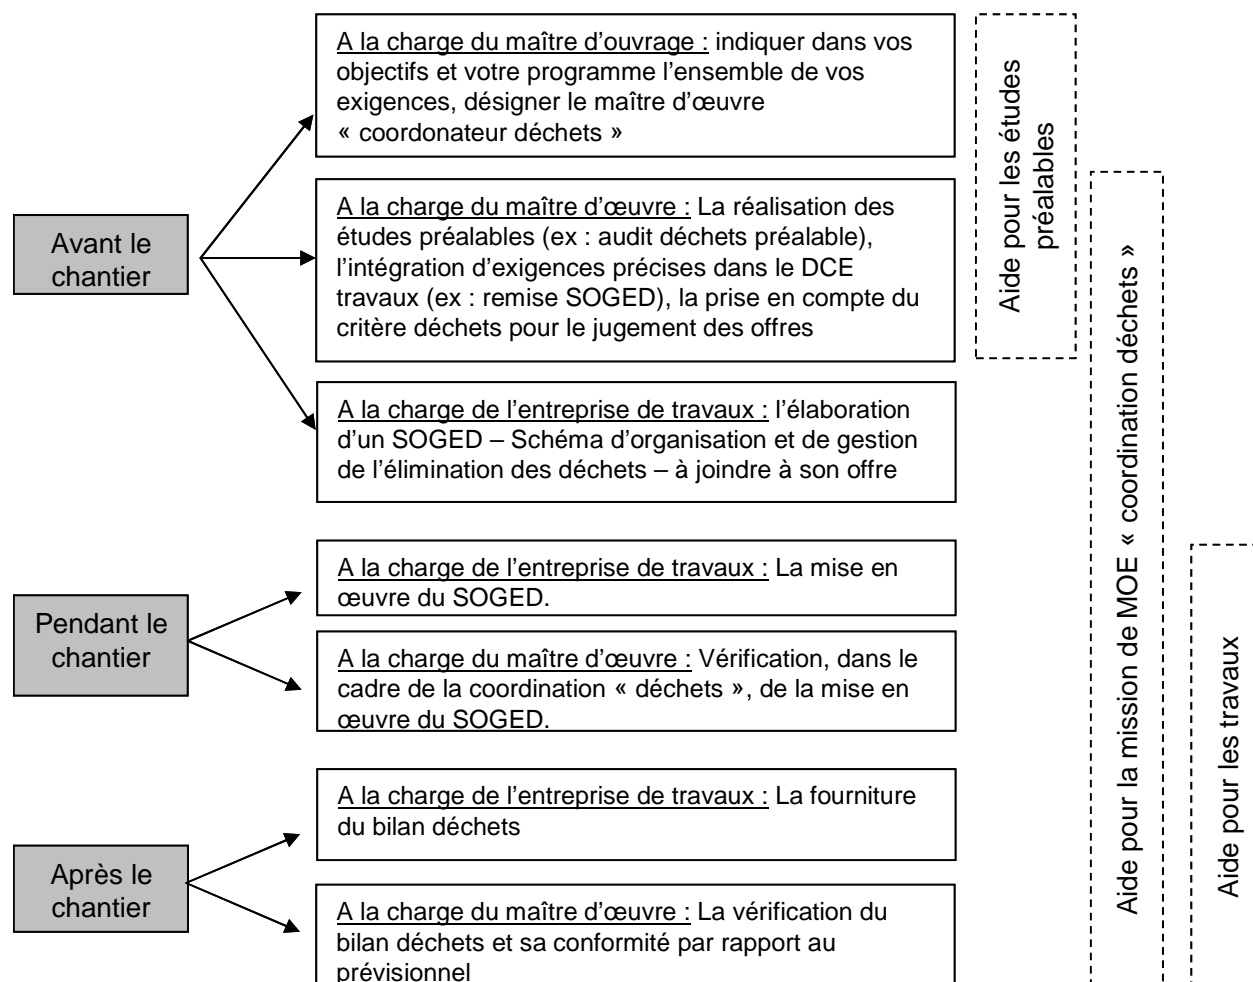 A la charge du maître d'ouvrage : indiquer dans vos
objectifs et votre programme l'ensemble de vos
exigences, désigner le maître d'œuvre
« coordonateur déchets »
Avant le
chantier
A la charge du maître d'œuvre : La réalisation des
études préalables (ex : audit déchets préalable),
l'intégration d'exigences précises dans le DCE
travaux (ex : remise SOGED), la prise en compte du
critère déchets pour le jugement des offres
A la charge de l'entreprise de travaux : l'élaboration
d'un SOGED – Schéma d'organisation et de gestion
de l'élimination des déchets – à joindre à son offre
Pendant le
chantier
A la charge de l'entreprise de travaux : La mise en
œuvre du SOGED.
A la charge du maître d'œuvre : Vérification, dans le
cadre de la coordination « déchets », de la mise en
œuvre du SOGED.
Après le
chantier
A la charge de l'entreprise de travaux : La fourniture
du bilan déchets
A la charge du maître d'œuvre : La vérification du
bilan déchets et sa conformité par rapport au
prévisionnel
Aide pour les études
préalables
Aide pour la mission de MOE « coordination déchets »
Aide pour les travaux